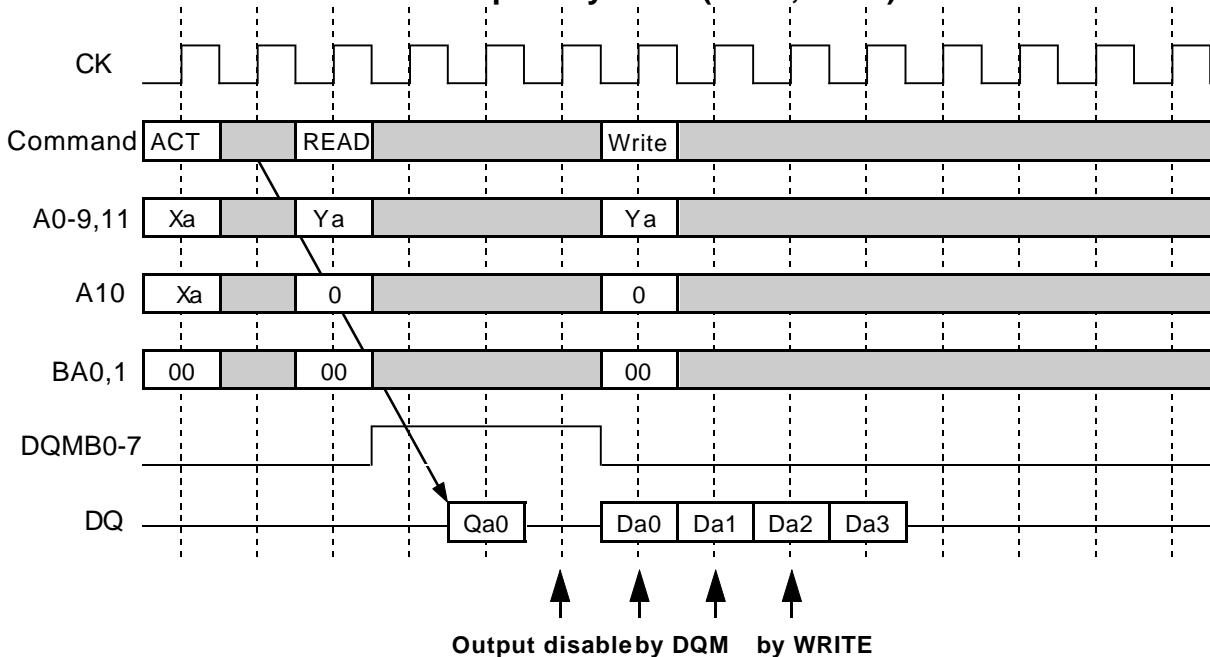 CK
Command ACT READ Write
A0-9,11 Xa Ya Ya
A10 Xa 0 0
BA0,1 00 00 00
DQMB0-7
DQ Qa0 Da0 Da1 Da2 Da3
Output disable by DQM by WRITE